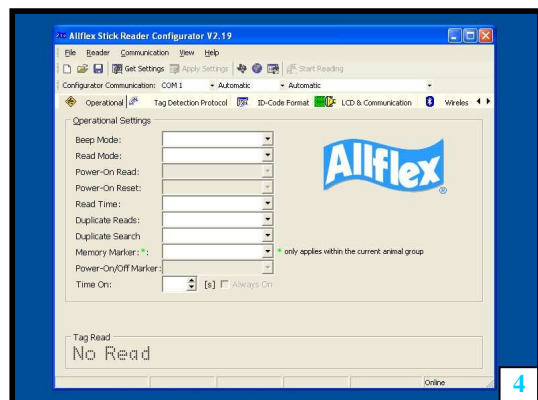 Allflex Stick Reader Configurator V2.19
File Reader Communication View Help
Get Settings Apply Settings Start Reading
Configurator Communication: COM 1 Automatic Automatic
Operational Tag Detection Protocol ID-Code Format LCD & Communication Wireles
Operational Settings
Beep Mode:
Read Mode:
Power-On Read:
Power-On Reset:
Read Time:
Duplicate Reads:
Duplicate Search
Memory Marker:*: * only applies within the current animal group
Power-On/Off Marker:
Time On: [s] Always On
Allflex®
Tag Read
No Read
Online
4